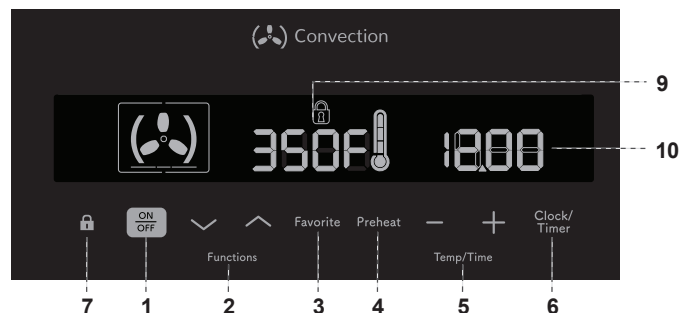 Convection
9
350F 12:00
10
ON
OFF
Favorite Preheat − + Clock/
Timer
Functions Temp/Time
7 1 2 3 4 5 6